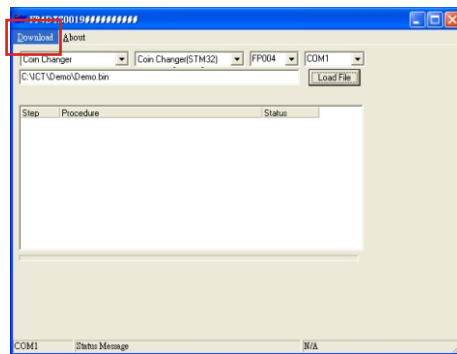 Download About
Coin Changer Coin Changer(STM32) FP004 COM1
C:\ICT\Demo\Demo.bin Load File
Step Procedure Status
COM1 Status Message N/A